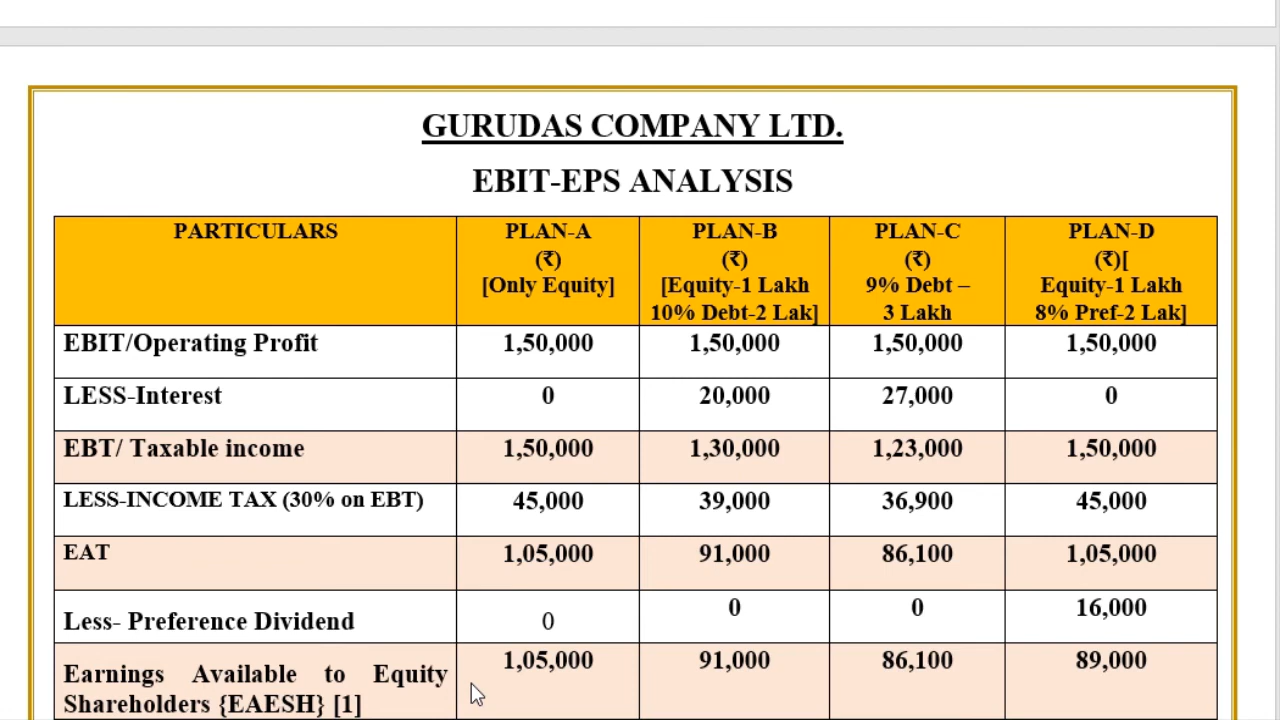 GURUDAS COMPANY LTD.
EBIT-EPS ANALYSIS
PARTICULARS PLAN-A PLAN-B PLAN-C PLAN-D
(₹) (₹) (₹) (₹)[
[Only Equity] [Equity-1 Lakh 9% Debt – Equity-1 Lakh
10% Debt-2 Lak] 3 Lakh 8% Pref-2 Lak]
EBIT/Operating Profit 1,50,000 1,50,000 1,50,000 1,50,000
LESS-Interest 0 20,000 27,000 0
EBT/ Taxable income 1,50,000 1,30,000 1,23,000 1,50,000
LESS-INCOME TAX (30% on EBT) 45,000 39,000 36,900 45,000
EAT 1,05,000 91,000 86,100 1,05,000
Less- Preference Dividend 0 0 0 16,000
Earnings Available to Equity 1,05,000 91,000 86,100 89,000
Shareholders {EAESH} [1]